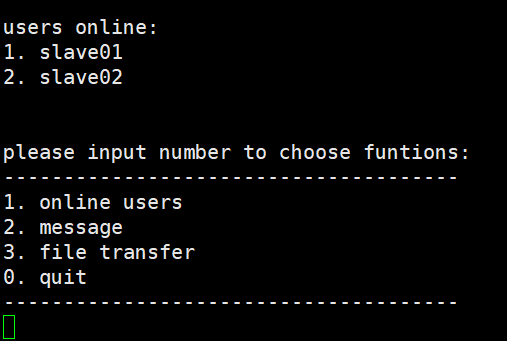 users online:
1. slave01
2. slave02
please input number to choose funtions:
--------------------------------------
1. online users
2. message
3. file transfer
0. quit
--------------------------------------